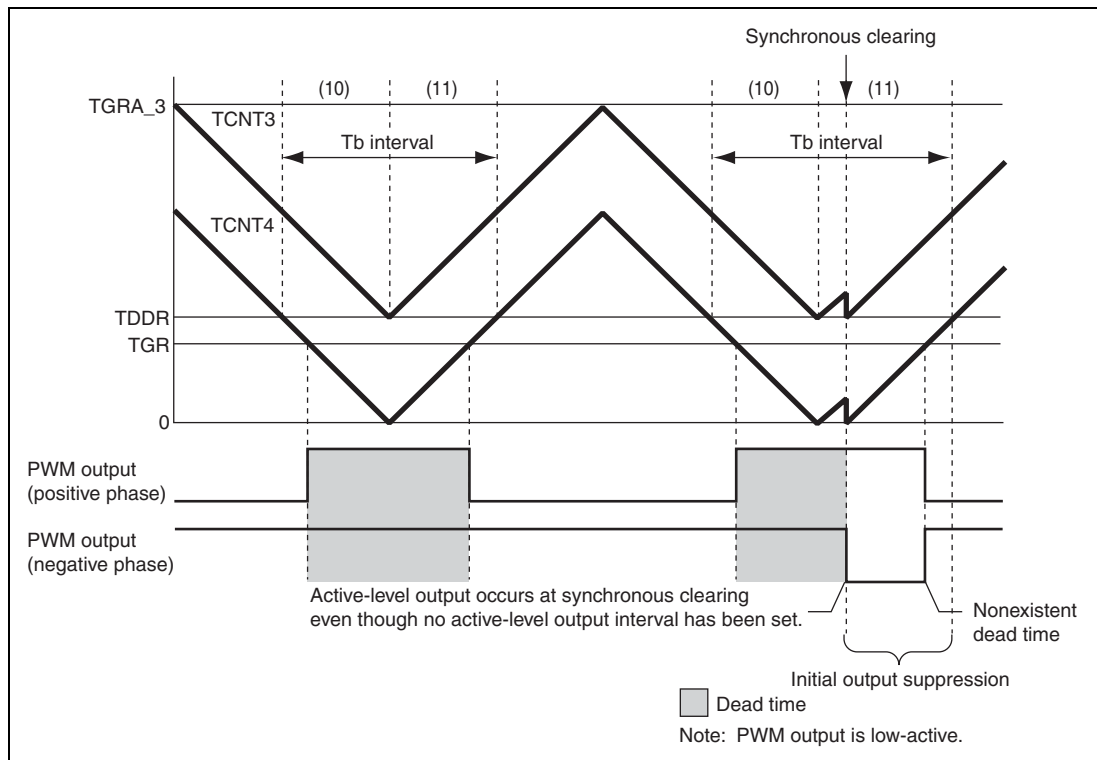 Synchronous clearing
(10) (11) (10) (11)
TGRA_3
TCNT3
Tb interval Tb interval
TCNT4
TDDR
TGR
0
PWM output
(positive phase)
PWM output
(negative phase)
Active-level output occurs at synchronous clearing
even though no active-level output interval has been set.
Nonexistent
dead time
Initial output suppression
Dead time
Note: PWM output is low-active.